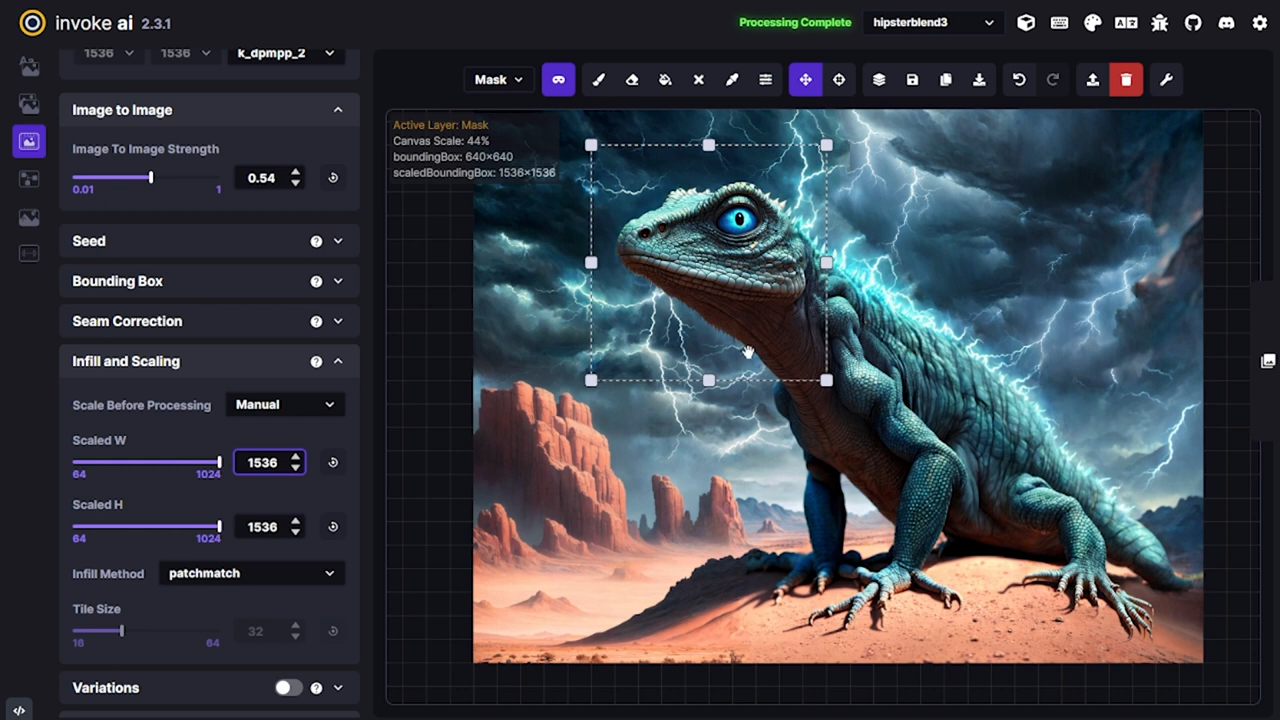 invoke ai 2.3.1
Processing Complete
hipsterblend3
1536
1536
k_dpmpp_2
Image to Image
Image To Image Strength
0.54
0.01
1
Seed
Bounding Box
Seam Correction
Infill and Scaling
Scale Before Processing
Manual
Scaled W
1536
64
1024
Scaled H
1536
64
1024
Infill Method
patchmatch
Tile Size
32
16
64
Variations
Mask
Active Layer: Mask
Canvas Scale: 44%
boundingBox: 640×640
scaledBoundingBox: 1536×1536